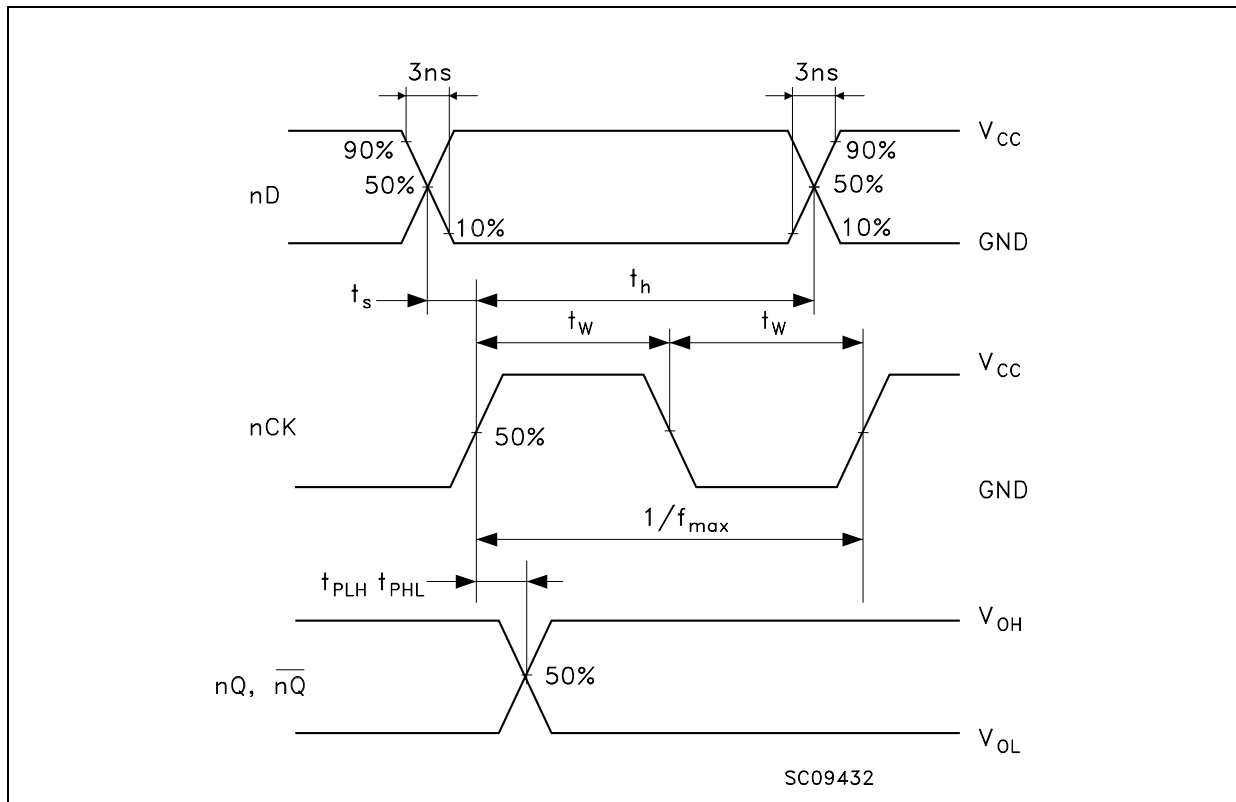 3ns 3ns
V_CC
90% 90%
nD 50% 50%
10% 10%
GND
t_s t_h
t_W t_W
V_CC
nCK 50%
GND
1/f_max
t_PLH t_PHL
V_OH
nQ, n̅Q̅ 50%
V_OL
SC09432